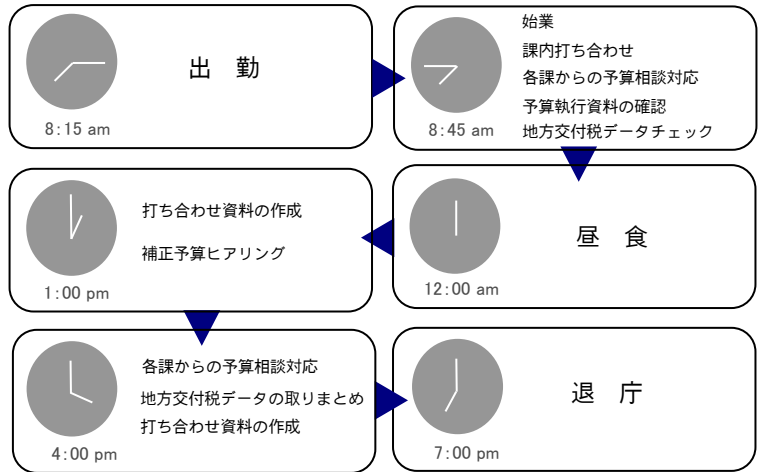 出　勤
8:15 am
始業
課内打ち合わせ
各課からの予算相談対応
予算執行資料の確認
地方交付税データチェック
8:45 am
昼　食
12:00 am
打ち合わせ資料の作成
補正予算ヒアリング
1:00 pm
各課からの予算相談対応
地方交付税データの取りまとめ
打ち合わせ資料の作成
4:00 pm
退　庁
7:00 pm